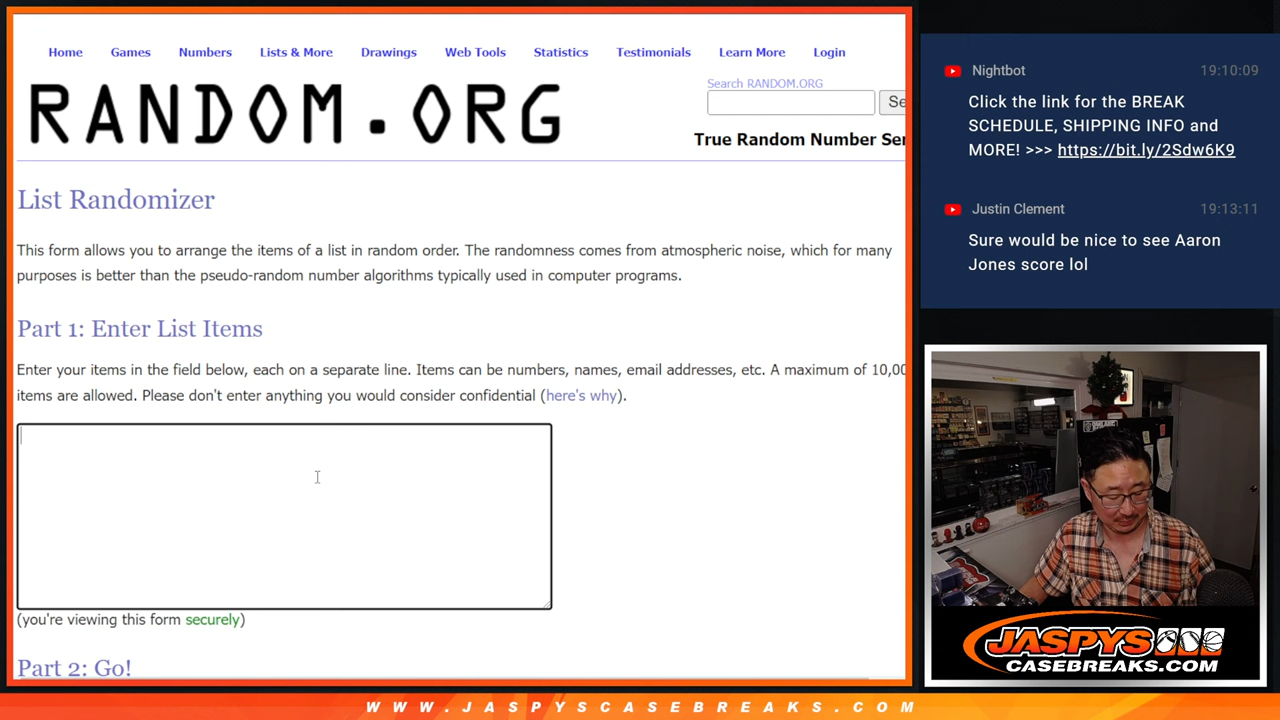 Home Games Numbers Lists & More Drawings Web Tools Statistics Testimonials Learn More Login
RANDOM.ORG
Search RANDOM.ORG
Se
True Random Number Ser
List Randomizer
This form allows you to arrange the items of a list in random order. The randomness comes from atmospheric noise, which for many
purposes is better than the pseudo-random number algorithms typically used in computer programs.
Part 1: Enter List Items
Enter your items in the field below, each on a separate line. Items can be numbers, names, email addresses, etc. A maximum of 10,00
items are allowed. Please don't enter anything you would consider confidential (here's why).
(you're viewing this form securely)
Part 2: Go!
Nightbot 19:10:09
Click the link for the BREAK
SCHEDULE, SHIPPING INFO and
MORE! >>> https://bit.ly/2Sdw6K9
Justin Clement 19:13:11
Sure would be nice to see Aaron
Jones score lol
JASPYS
CASEBREAKS.COM
WWW.JASPYSCASEBREAKS.COM